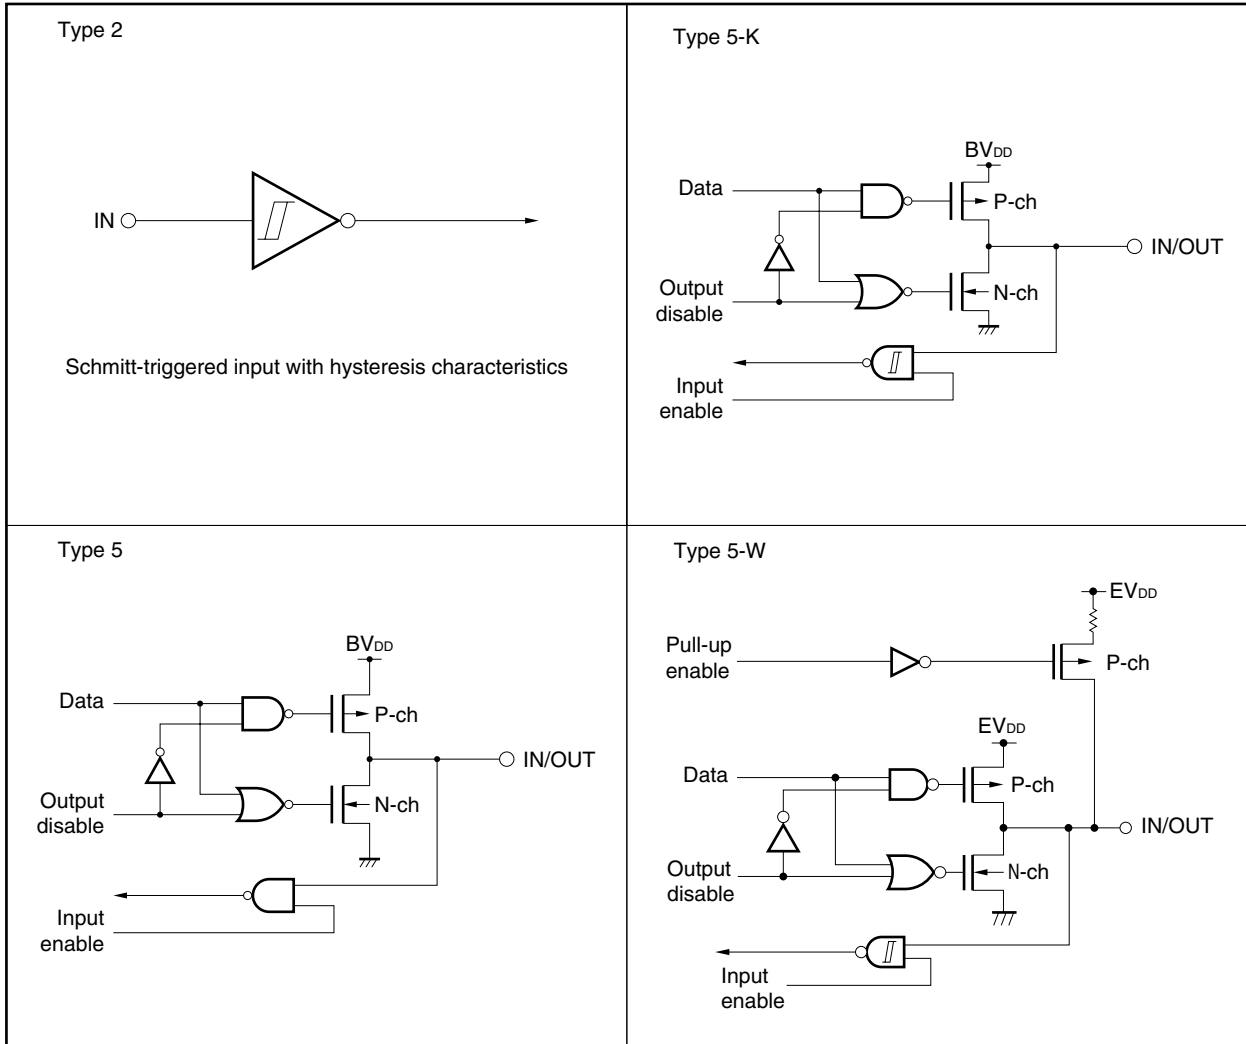 Type 2
IN
Schmitt-triggered input with hysteresis characteristics
Type 5-K
BVDD
Data
P-ch
IN/OUT
Output
disable
N-ch
Input
enable
Type 5
BVDD
Data
P-ch
IN/OUT
Output
disable
N-ch
Input
enable
Type 5-W
EVDD
Pull-up
enable
P-ch
EVDD
Data
P-ch
IN/OUT
Output
disable
N-ch
Input
enable